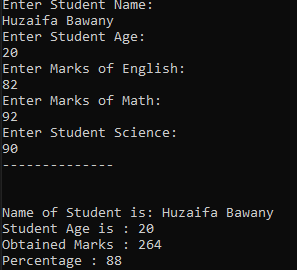 Enter Student Name:
Huzaifa Bawany
Enter Student Age:
20
Enter Marks of English:
82
Enter Marks of Math:
92
Enter Student Science:
90
--------------
Name of Student is: Huzaifa Bawany
Student Age is : 20
Obtained Marks : 264
Percentage : 88